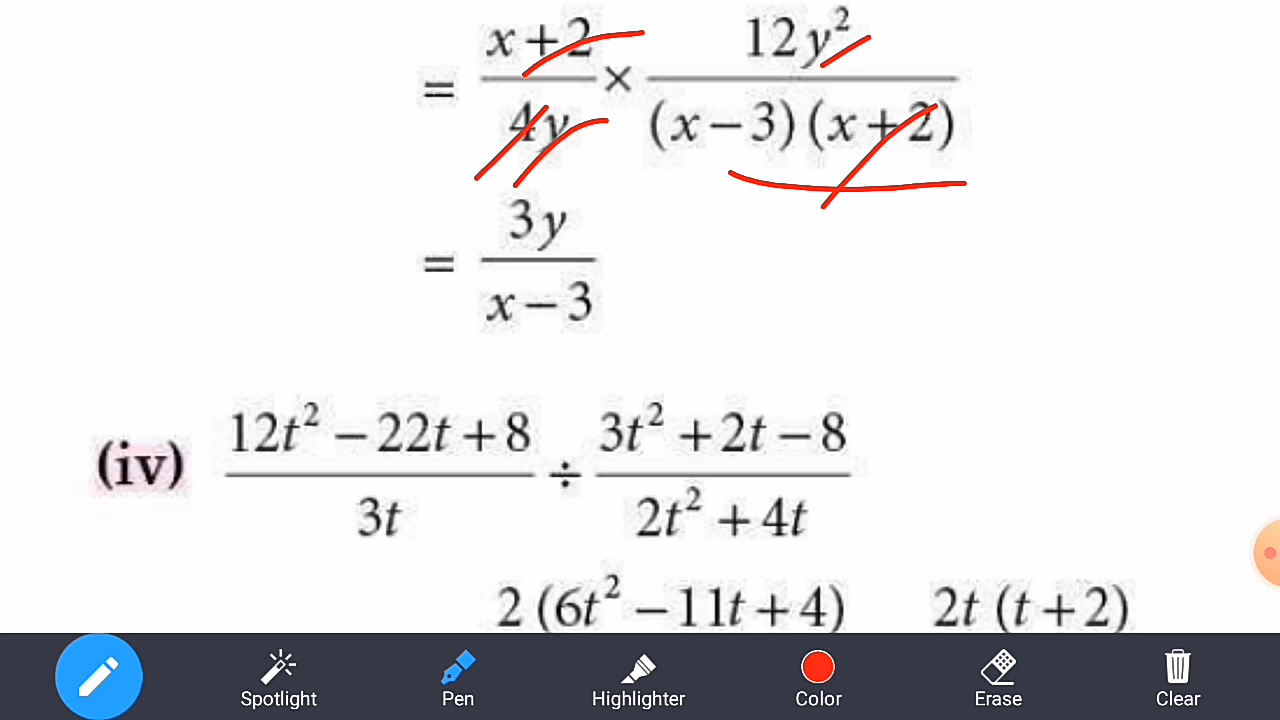 = x + 2 / 4y × 12y² / (x − 3) (x + 2)
= 3y / x − 3
(iv) 12t² − 22t + 8 / 3t ÷ 3t² + 2t − 8 / 2t² + 4t
2 (6t² − 11t + 4) 2t (t + 2)
Spotlight Pen Highlighter Color Erase Clear